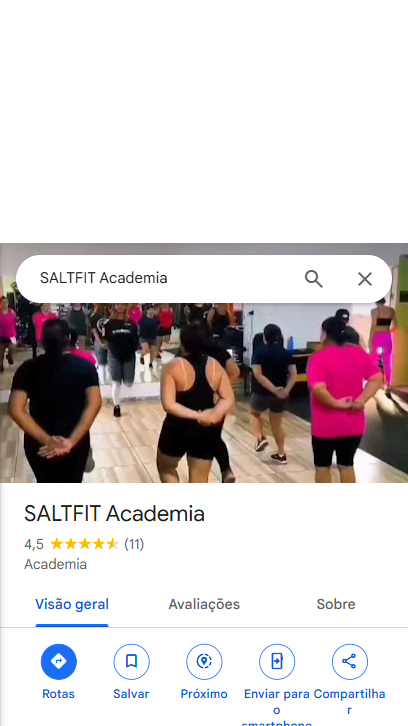 SALTFIT Academia
SALTFIT Academia
4,5 (11)
Academia
Visão geral Avaliações Sobre
Rotas Salvar Próximo Enviar para o smartphone Compartilhar